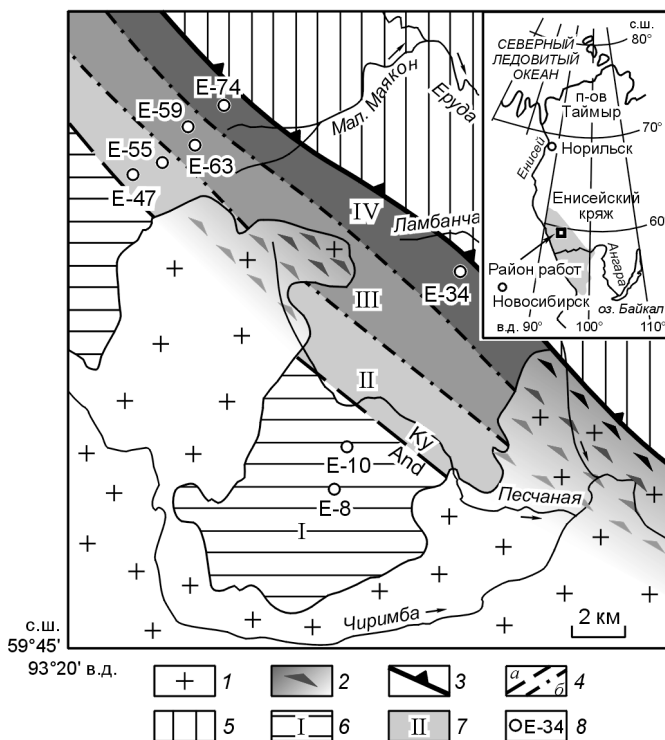 с.ш.
80°
СЕВЕРНЫЙ
ЛЕДОВИТЫЙ
ОКЕАН
п-ов
Таймыр
70°
Енисей
Норильск
Енисейский
кряж
60°
Район работ
Ангара
Новосибирск
оз. Байкал
в.д. 90° 100° 110°
E-74
E-59
E-63
E-55
E-47
Мал. Маякон
Еруда
IV
Ламбанча
E-34
III
II
Ky
And
E-10
E-8
I
Песчаная
Чиримба
2 км
с.ш.
59°45'
93°20' в.д.
1
2
3
а б 4
5
I 6
II 7
E-34 8